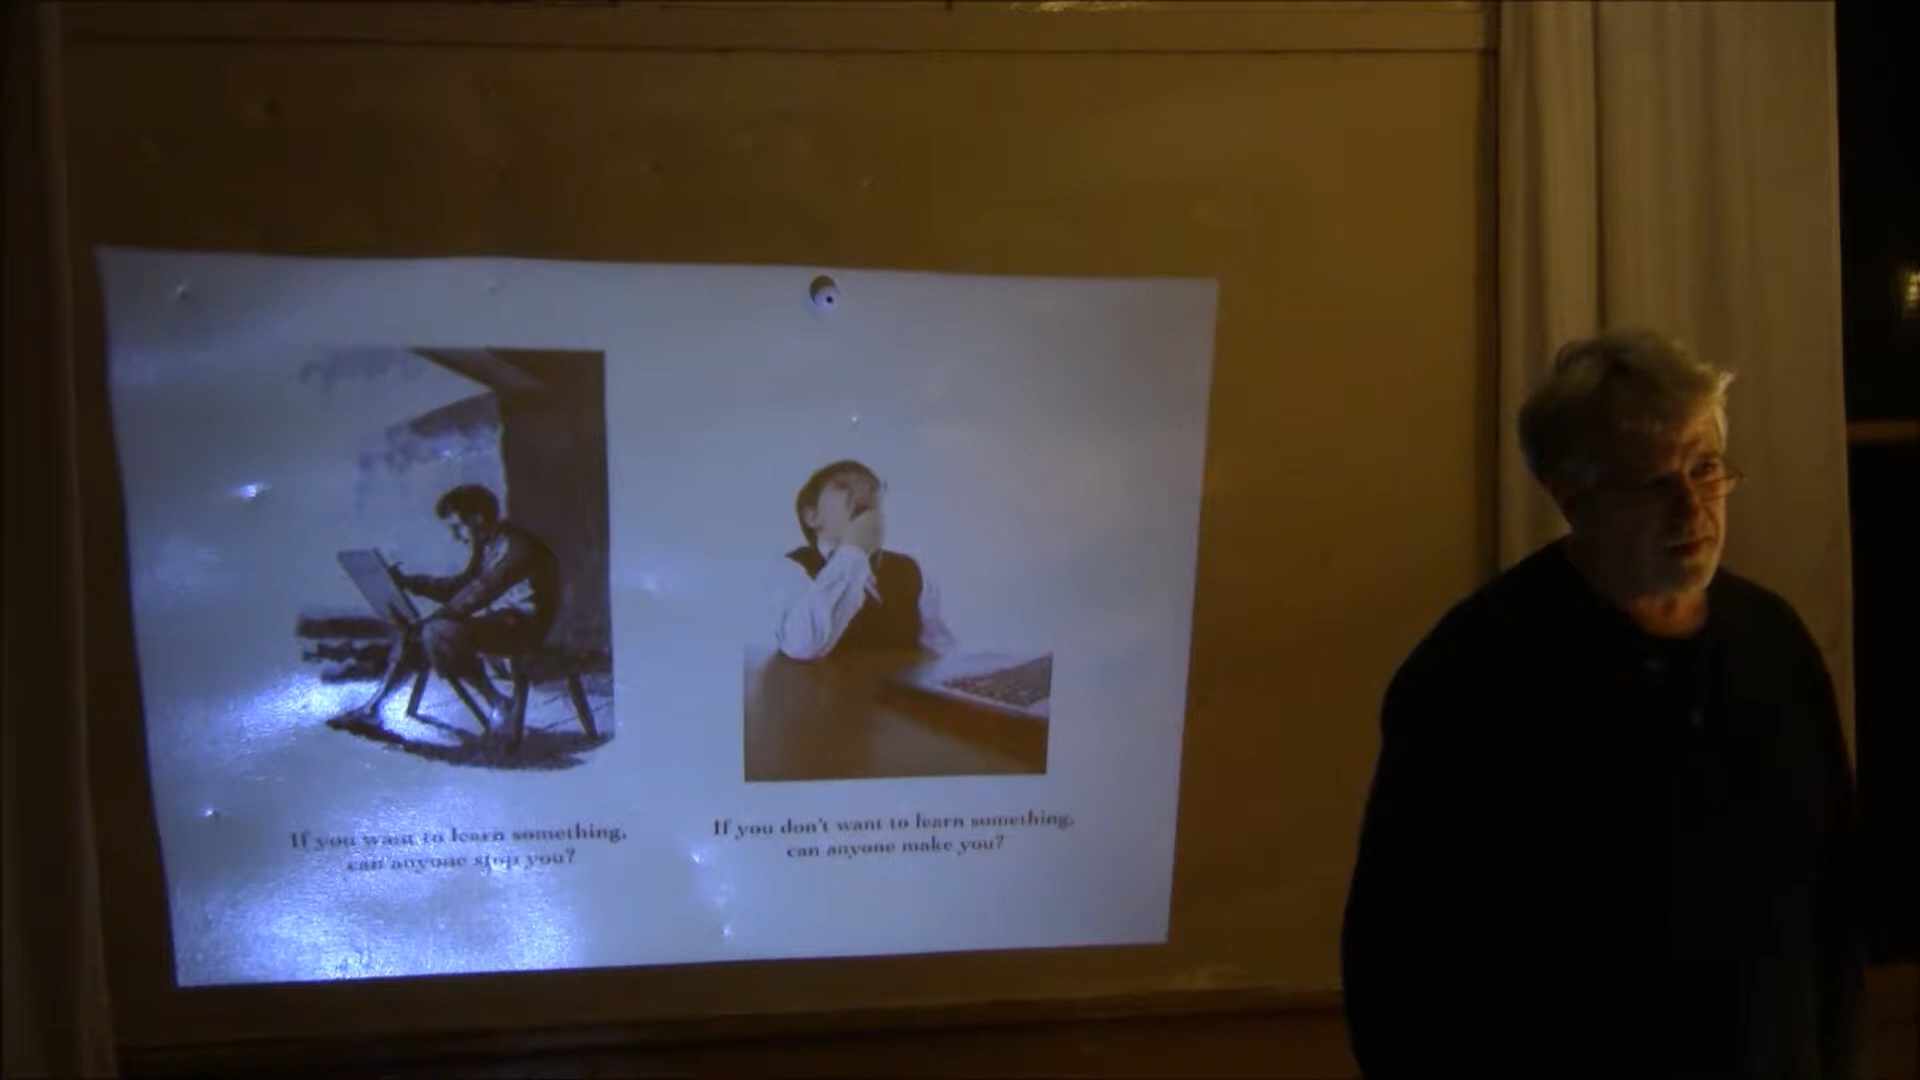 If you want to learn something,
can anyone stop you?
If you don't want to learn something,
can anyone make you?